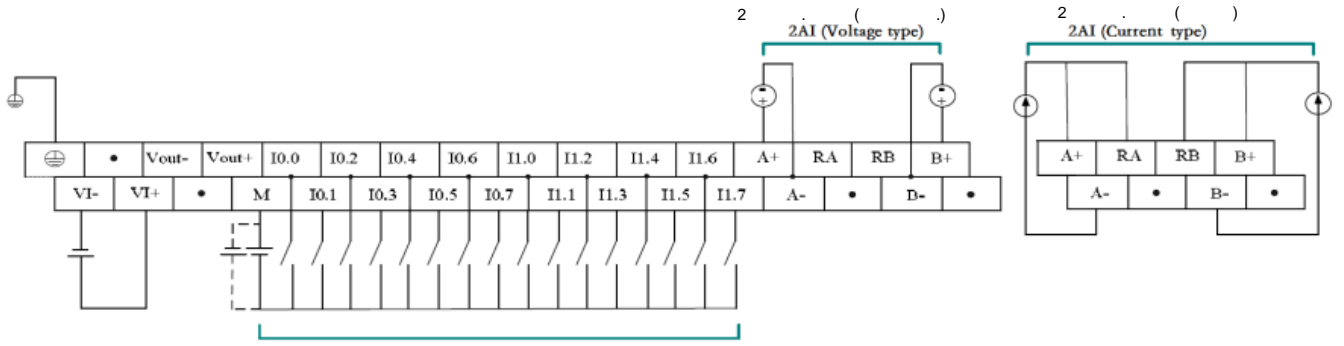 2 . ( .)
2 . ( )
2AI (Voltage type)
2AI (Current type)
- +
- +
• Vout- Vout+ I0.0 I0.2 I0.4 I0.6 I1.0 I1.2 I1.4 I1.6 A+ RA RB B+
VI- VI+ • M I0.1 I0.3 I0.5 I0.7 I1.1 I1.3 I1.5 I1.7 A- • B- •
A+ RA RB B+
A- • B- •